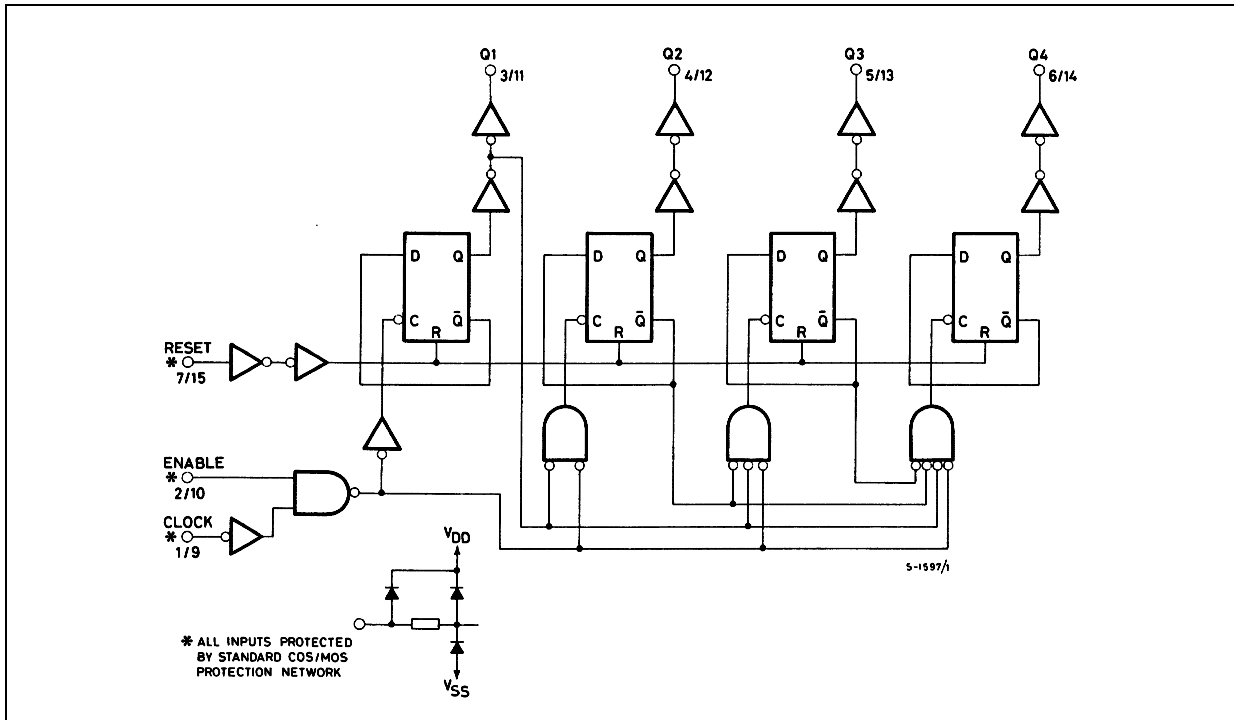 Q1
3/11
Q2
4/12
Q3
5/13
Q4
6/14
D Q
C Q̄
R
D Q
C Q̄
R
D Q
C Q̄
R
D Q
C Q̄
R
RESET
*
7/15
ENABLE
*
2/10
CLOCK
*
1/9
S-1597/1
VDD
* ALL INPUTS PROTECTED
BY STANDARD COS/MOS
PROTECTION NETWORK
VSS